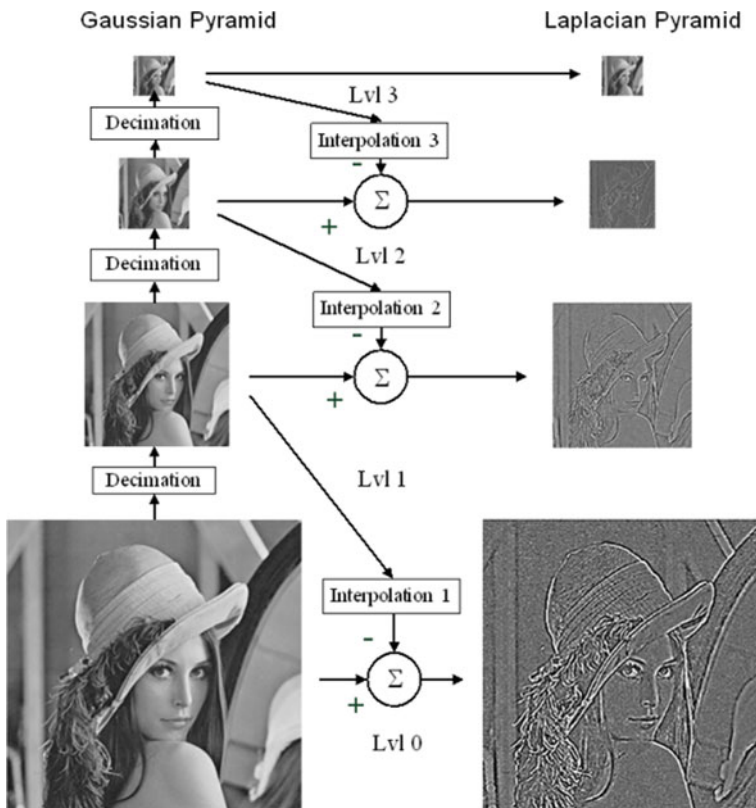 Gaussian Pyramid
Laplacian Pyramid
Lvl 3
Decimation
Interpolation 3
-
Σ
+
Lvl 2
Decimation
Interpolation 2
-
Σ
+
Lvl 1
Decimation
Interpolation 1
-
Σ
+
Lvl 0